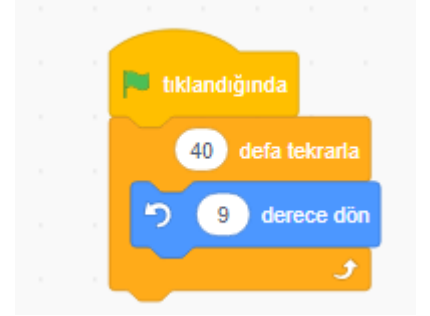 tıklandığında
40 defa tekrarla
9 derece dön